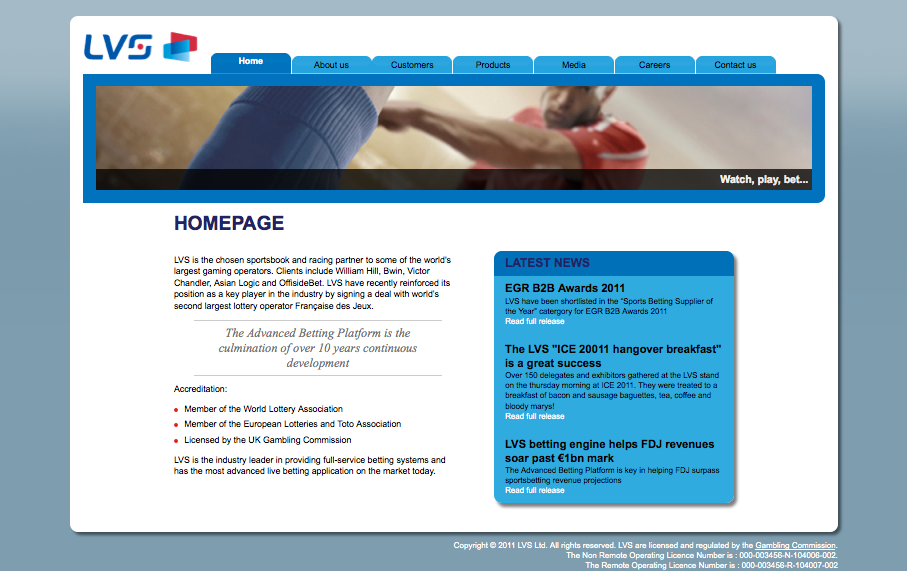 LVS
Home
About us
Customers
Products
Media
Careers
Contact us
Watch, play, bet...
HOMEPAGE
LVS is the chosen sportsbook and racing partner to some of the world's
largest gaming operators. Clients include William Hill, Bwin, Victor
Chandler, Asian Logic and OffisideBet. LVS have recently reinforced its
position as a key player in the industry by signing a deal with world's
second largest lottery operator Française des Jeux.
The Advanced Betting Platform is the
culmination of over 10 years continuous
development
Accreditation:
Member of the World Lottery Association
Member of the European Lotteries and Toto Association
Licensed by the UK Gambling Commission
LVS is the industry leader in providing full-service betting systems and
has the most advanced live betting application on the market today.
LATEST NEWS
EGR B2B Awards 2011
LVS have been shortlisted in the "Sports Betting Supplier of
the Year" catergory for EGR B2B Awards 2011
Read full release
The LVS "ICE 20011 hangover breakfast"
is a great success
Over 150 delegates and exhibitors gathered at the LVS stand
on the thursday morning at ICE 2011. They were treated to a
breakfast of bacon and sausage baguettes, tea, coffee and
bloody marys!
Read full release
LVS betting engine helps FDJ revenues
soar past €1bn mark
The Advanced Betting Platform is key in helping FDJ surpass
sportsbetting revenue projections
Read full release
Copyright © 2011 LVS Ltd. All rights reserved. LVS are licensed and regulated by the Gambling Commission.
The Non Remote Operating Licence Number is : 000-003456-N-104006-002.
The Remote Operating Licence Number is : 000-003456-R-104007-002